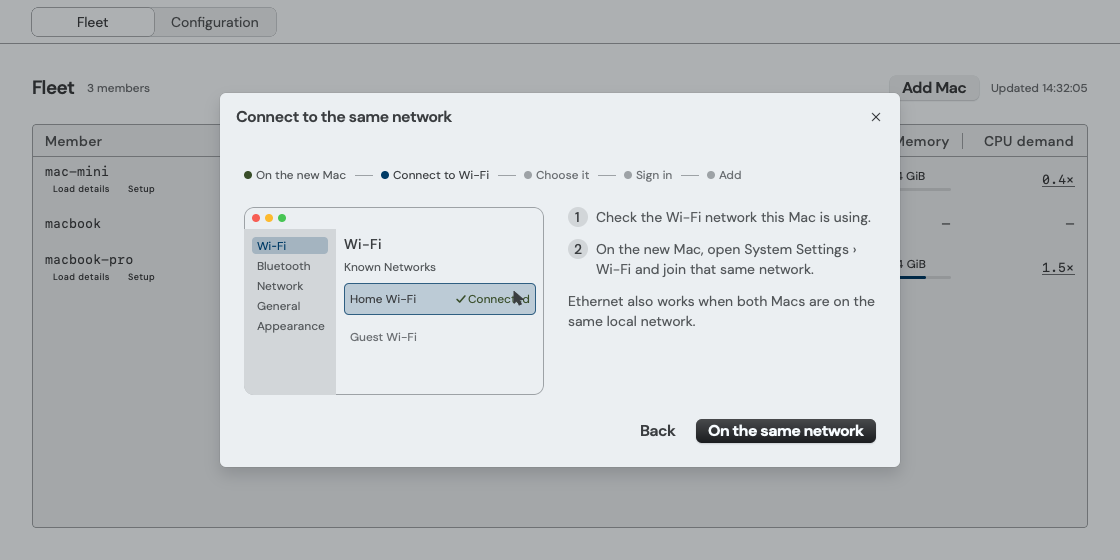 Fleet
Configuration
Fleet
3 members
Add Mac
Updated 14:32:05
Member
Memory
CPU demand
mac-mini
Load details
Setup
GiB
0.4×
macbook
—
—
macbook-pro
Load details
Setup
GiB
1.5×
Connect to the same network
×
On the new Mac
Connect to Wi-Fi
Choose it
Sign in
Add
Wi-Fi
Bluetooth
Network
General
Appearance
Wi-Fi
Known Networks
Home Wi-Fi
✓ Connected
Guest Wi-Fi
1 Check the Wi-Fi network this Mac is using.
2 On the new Mac, open System Settings ›
Wi-Fi and join that same network.
Ethernet also works when both Macs are on the
same local network.
Back
On the same network